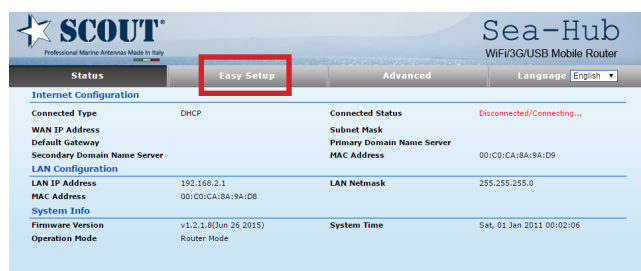 SCOUT®
Professional Marine Antennas Made In Italy
Sea-Hub
WiFi/3G/USB Mobile Router
Status Easy Setup Advanced Language English
Internet Configuration
Connected Type DHCP Connected Status Disconnected/Connecting...
WAN IP Address Subnet Mask
Default Gateway Primary Domain Name Server
Secondary Domain Name Server MAC Address 00:C0:CA:8A:9A:D9
LAN Configuration
LAN IP Address 192.168.2.1 LAN Netmask 255.255.255.0
MAC Address 00:C0:CA:8A:9A:D8
System Info
Firmware Version v1.2.1.8(Jun 26 2015) System Time Sat, 01 Jan 2011 00:02:06
Operation Mode Router Mode